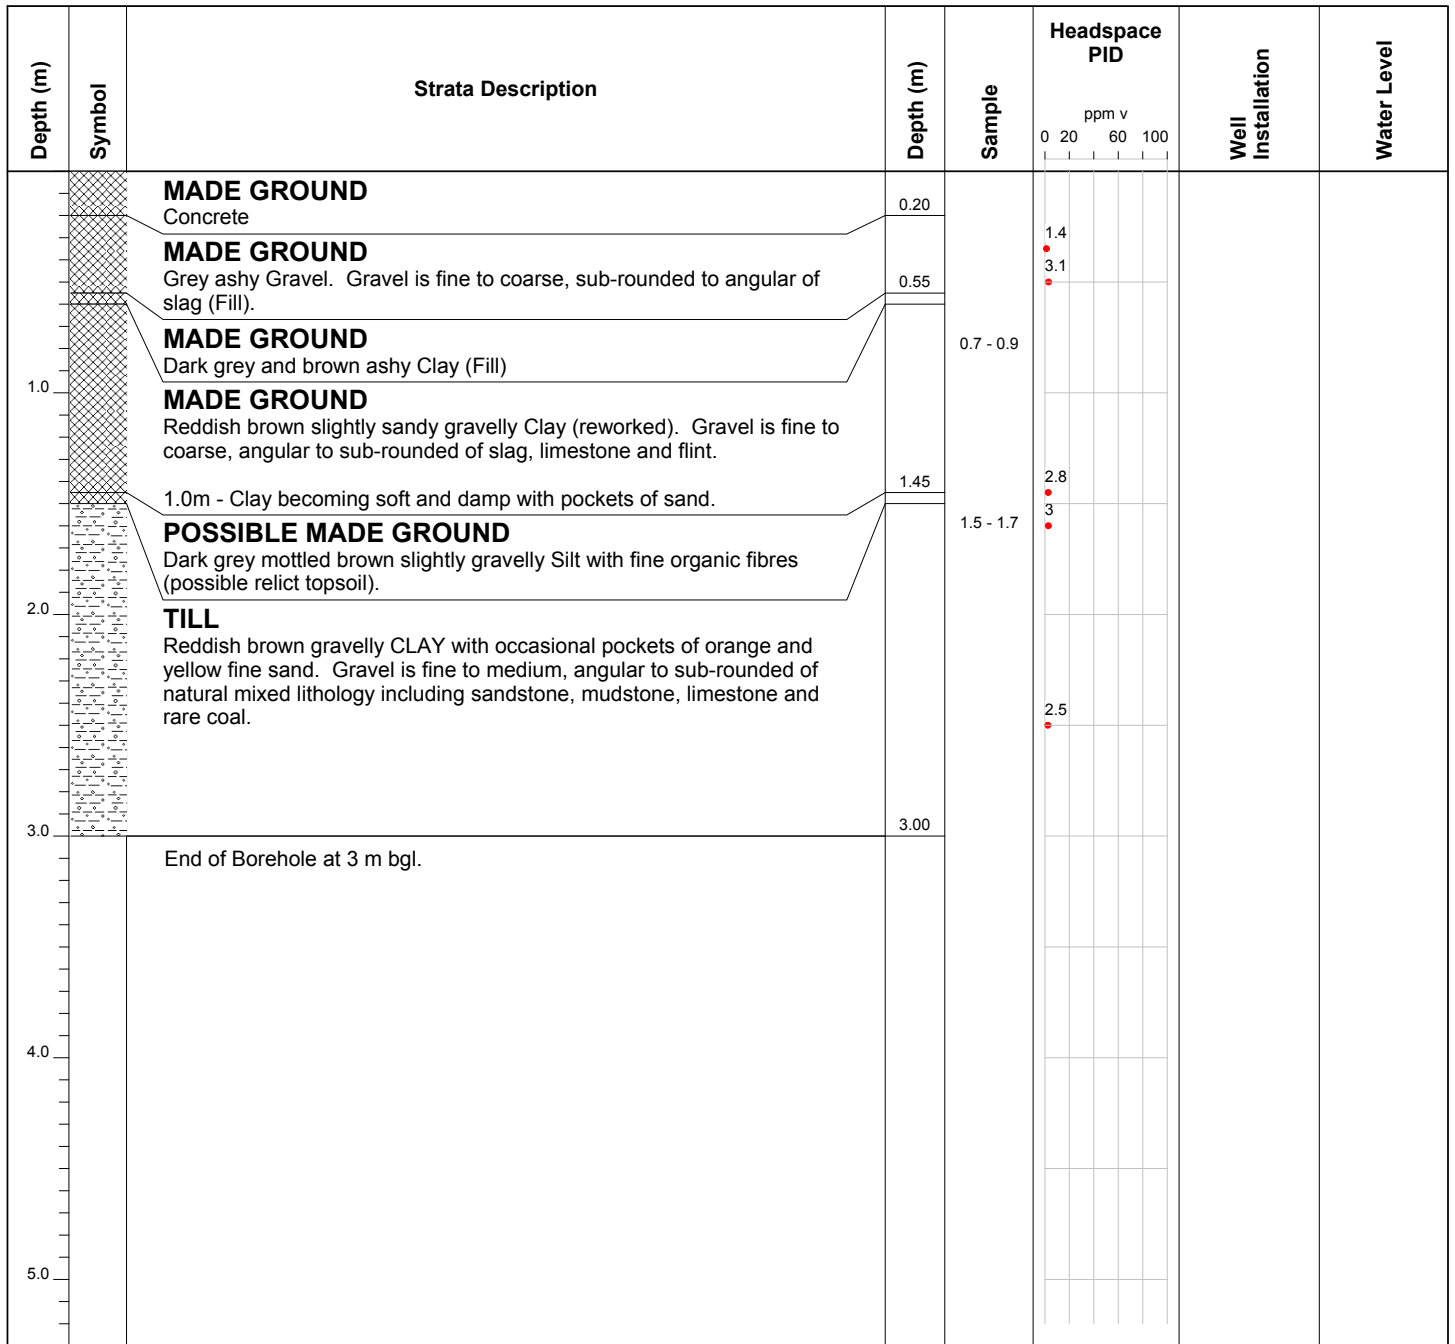 Depth (m)
Symbol
Strata Description
Depth (m)
Sample
Headspace
PID
ppm v
0 20 60 100
Well
Installation
Water Level
MADE GROUND
Concrete
0.20
MADE GROUND
Grey ashy Gravel.  Gravel is fine to coarse, sub-rounded to angular of
slag (Fill).
0.55
1.4
3.1
MADE GROUND
Dark grey and brown ashy Clay (Fill)
0.7 - 0.9
1.0
MADE GROUND
Reddish brown slightly sandy gravelly Clay (reworked).  Gravel is fine to
coarse, angular to sub-rounded of slag, limestone and flint.
1.0m - Clay becoming soft and damp with pockets of sand.
1.45
2.8
POSSIBLE MADE GROUND
Dark grey mottled brown slightly gravelly Silt with fine organic fibres
(possible relict topsoil).
1.5 - 1.7
3
2.0
TILL
Reddish brown gravelly CLAY with occasional pockets of orange and
yellow fine sand.  Gravel is fine to medium, angular to sub-rounded of
natural mixed lithology including sandstone, mudstone, limestone and
rare coal.
2.5
3.0
3.00
End of Borehole at 3 m bgl.
4.0
5.0